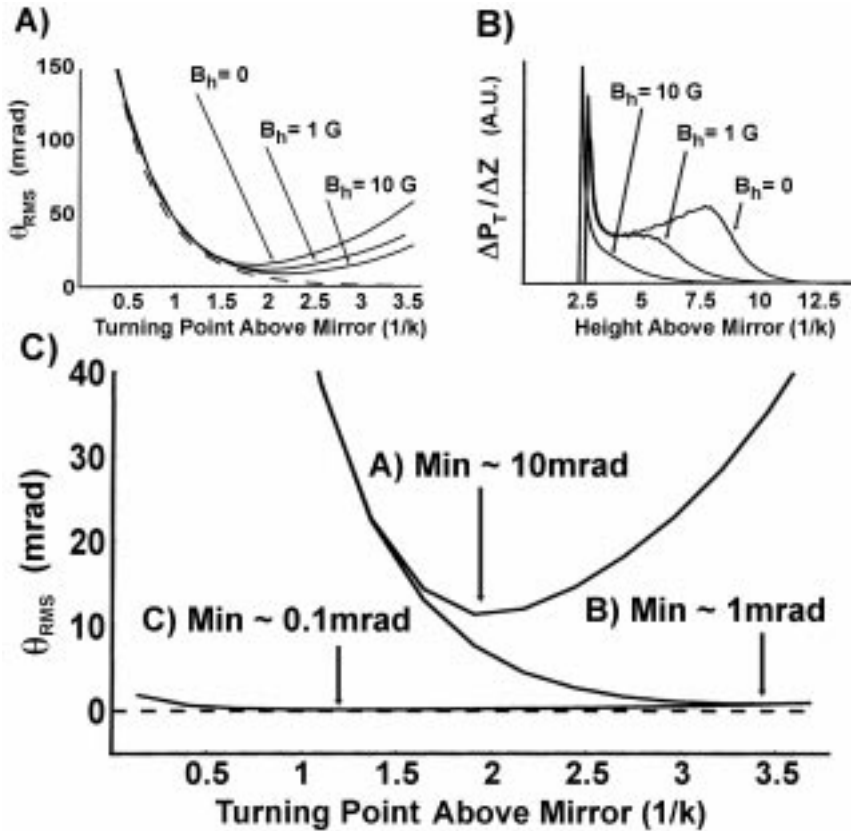 A)
150
100
50
0
θRMS (mrad)
Bh= 0
Bh= 1 G
Bh= 10 G
0.5 1 1.5 2 2.5 3 3.5
Turning Point Above Mirror (1/k)
B)
ΔPT / ΔZ (A.U.)
Bh= 10 G
Bh= 1 G
Bh= 0
2.5 5 7.5 10 12.5
Height Above Mirror (1/k)
C)
40
30
20
10
0
θRMS (mrad)
A) Min ~ 10mrad
C) Min ~ 0.1mrad
B) Min ~ 1mrad
0.5 1 1.5 2 2.5 3 3.5
Turning Point Above Mirror (1/k)